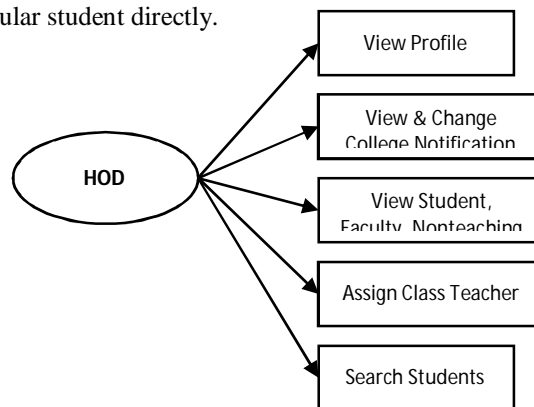 ular student directly.
View Profile
View & Change
College Notification
HOD
View Student,
Faculty, Nonteaching
Assign Class Teacher
Search Students